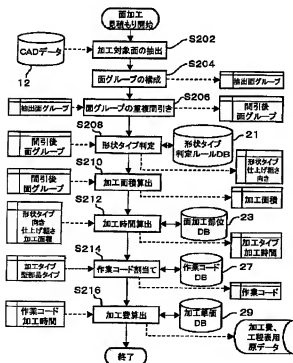 面加工
見積もり開始
S202
CADデータ
加工対象面の抽出
12
S204
面グループの構成
抽出面グループ
S206
抽出面グループ
面グループの重複間引き
間引後
面グループ
S208
21
間引後
面グループ
形状タイプ判定
形状タイプ
判定ルールDB
形状タイプ
仕上げ粗さ
向き
S210
間引後
面グループ
加工面積算出
加工面積
S212
23
形状タイプ
向き
仕上げ粗さ
加工面積
加工時間算出
面加工部位
DB
加工タイプ
加工時間
S214
27
加工タイプ
型部品タイプ
作業コード割当て
作業コード
DB
作業コード
S216
29
作業コード
加工時間
加工費算出
加工単価
DB
加工費、
工程表用
原データ
終了